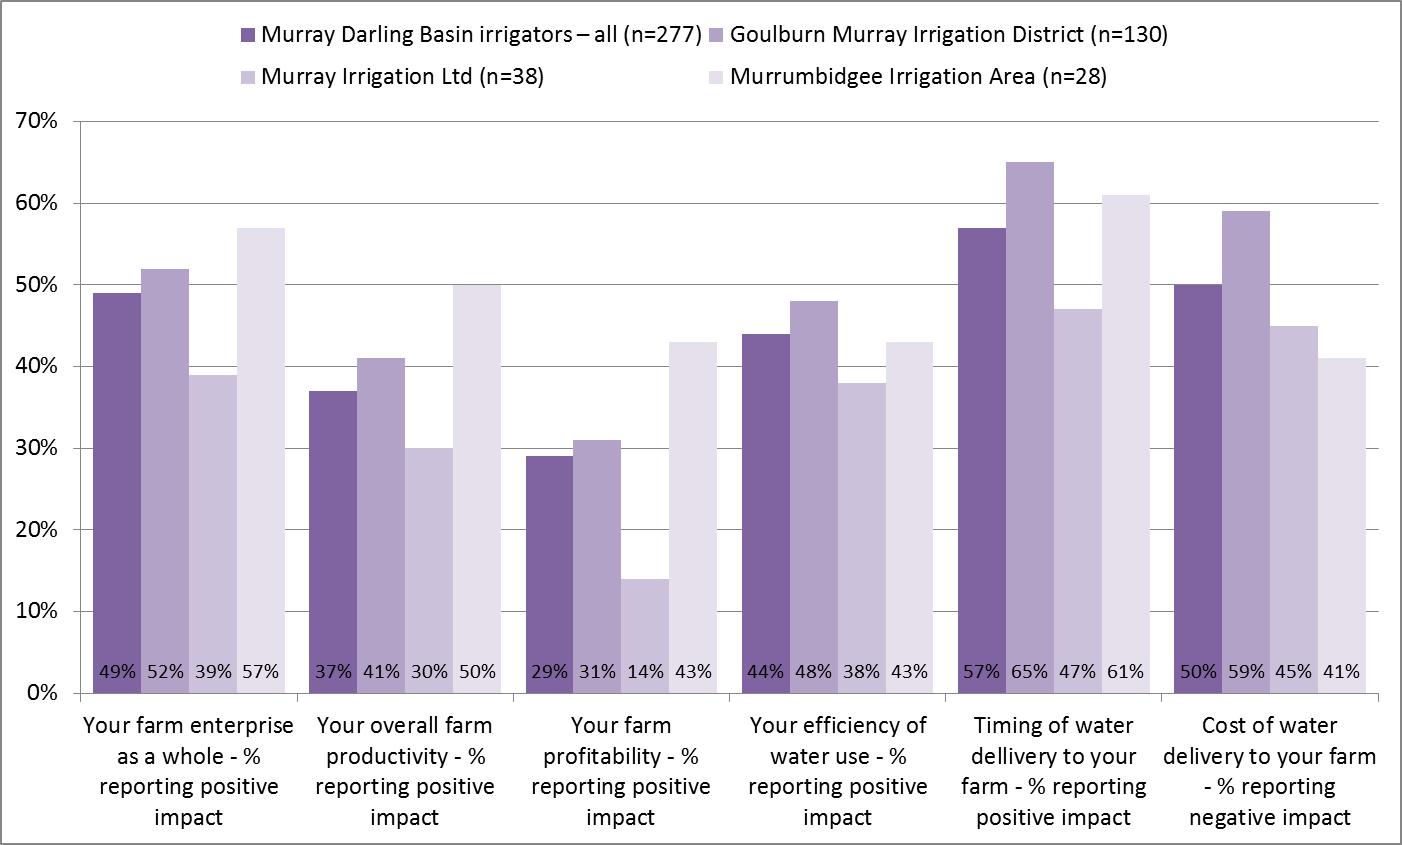 Murray Darling Basin irrigators – all (n=277)
Goulburn Murray Irrigation District (n=130)
Murray Irrigation Ltd (n=38)
Murrumbidgee Irrigation Area (n=28)
70%
60%
50%
40%
30%
20%
10%
0%
49% 52% 39% 57%
37% 41% 30% 50%
29% 31% 14% 43%
44% 48% 38% 43%
57% 65% 47% 61%
50% 59% 45% 41%
Your farm enterprise
as a whole - %
reporting positive
impact
Your overall farm
productivity - %
reporting positive
impact
Your farm
profitability - %
reporting positive
impact
Your efficiency of
water use - %
reporting positive
impact
Timing of water
dellivery to your
farm - % reporting
positive impact
Cost of water
delivery to your farm
- % reporting
negative impact